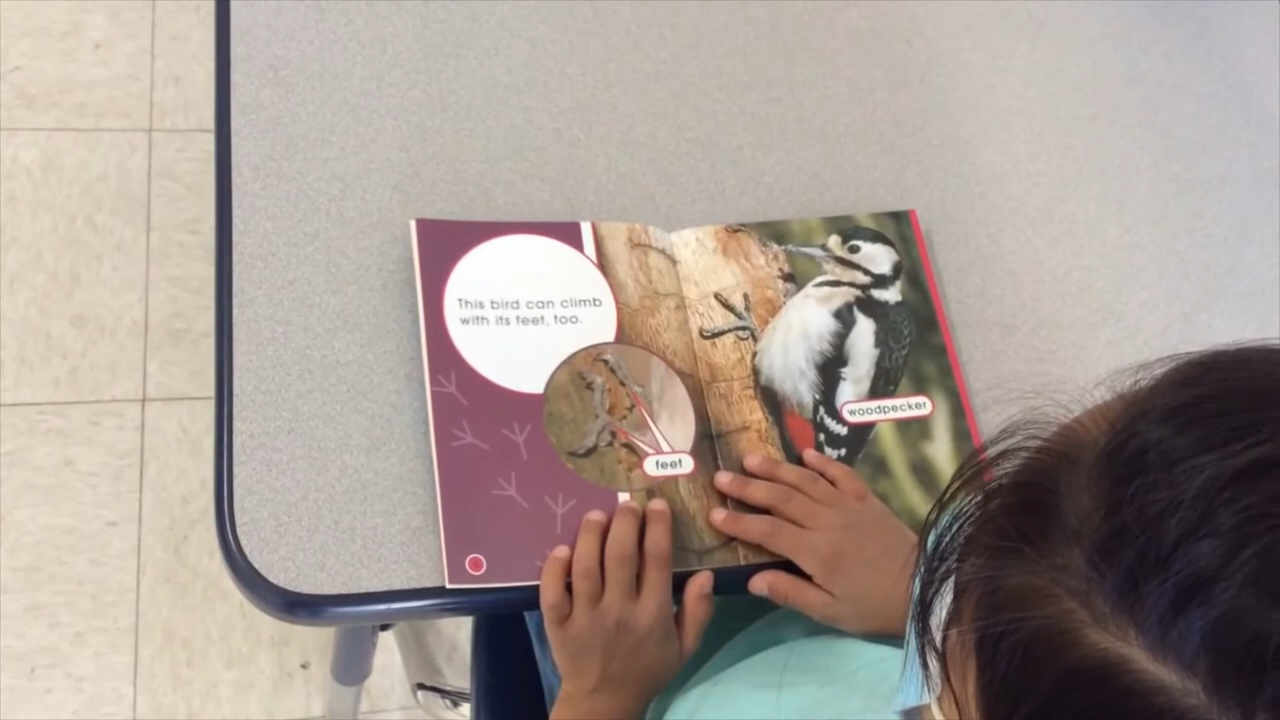 This bird can climb
with its feet, too.
feet
woodpecker